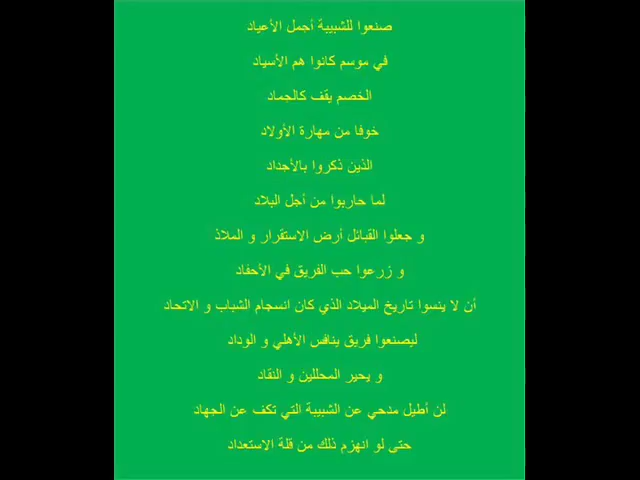 صنعوا للشبيبة أجمل الأعياد
في موسم كانوا هم الأسياد
الخصم يقف كالجماد
خوفا من مهارة الأولاد
الذين ذكروا بالأجداد
لما حاربوا من أجل البلاد
و جعلوا القبائل أرض الاستقرار و الملاذ
و زرعوا حب الفريق في الأحفاد
أن لا ينسوا تاريخ الميلاد الذي كان انسجام الشباب و الاتحاد
ليصنعوا فريق ينافس الأهلي و الوداد
و يحير المحللين و النقاد
لن أطيل مدحي عن الشبيبة التي تكف عن الجهاد
حتى لو انهزم ذلك من قلة الاستعداد